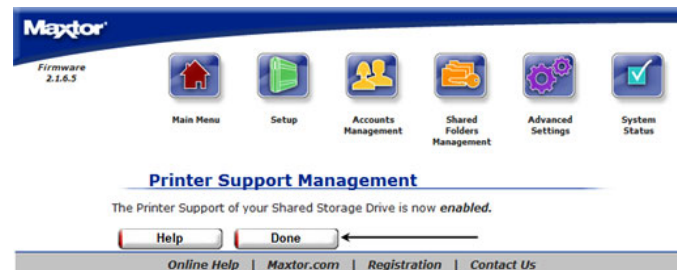 Maxtor
Firmware
2.1.6.5
Main Menu
Setup
Accounts
Management
Shared
Folders
Management
Advanced
Settings
System
Status
Printer Support Management
The Printer Support of your Shared Storage Drive is now enabled.
Help
Done
Online Help | Maxtor.com | Registration | Contact Us